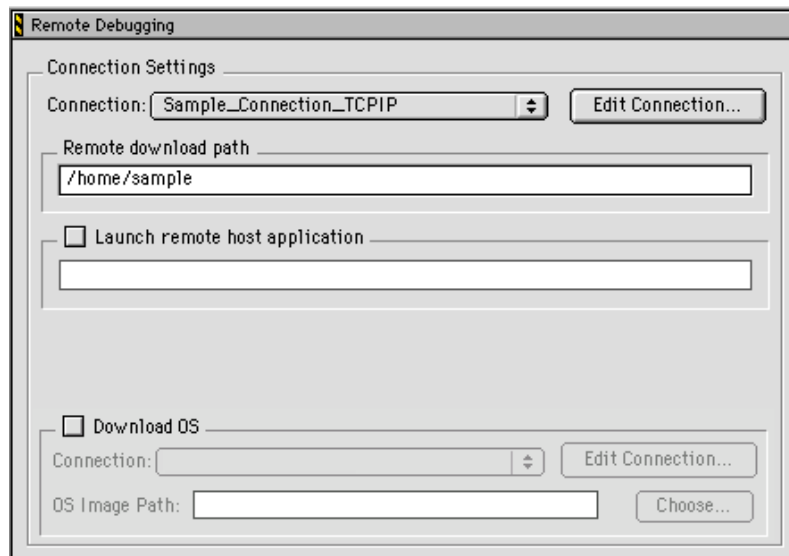 Remote Debugging
Connection Settings
Connection: Sample_Connection_TCPIP Edit Connection...
Remote download path
/home/sample
Launch remote host application
Download OS
Connection: Edit Connection...
OS Image Path: Choose...